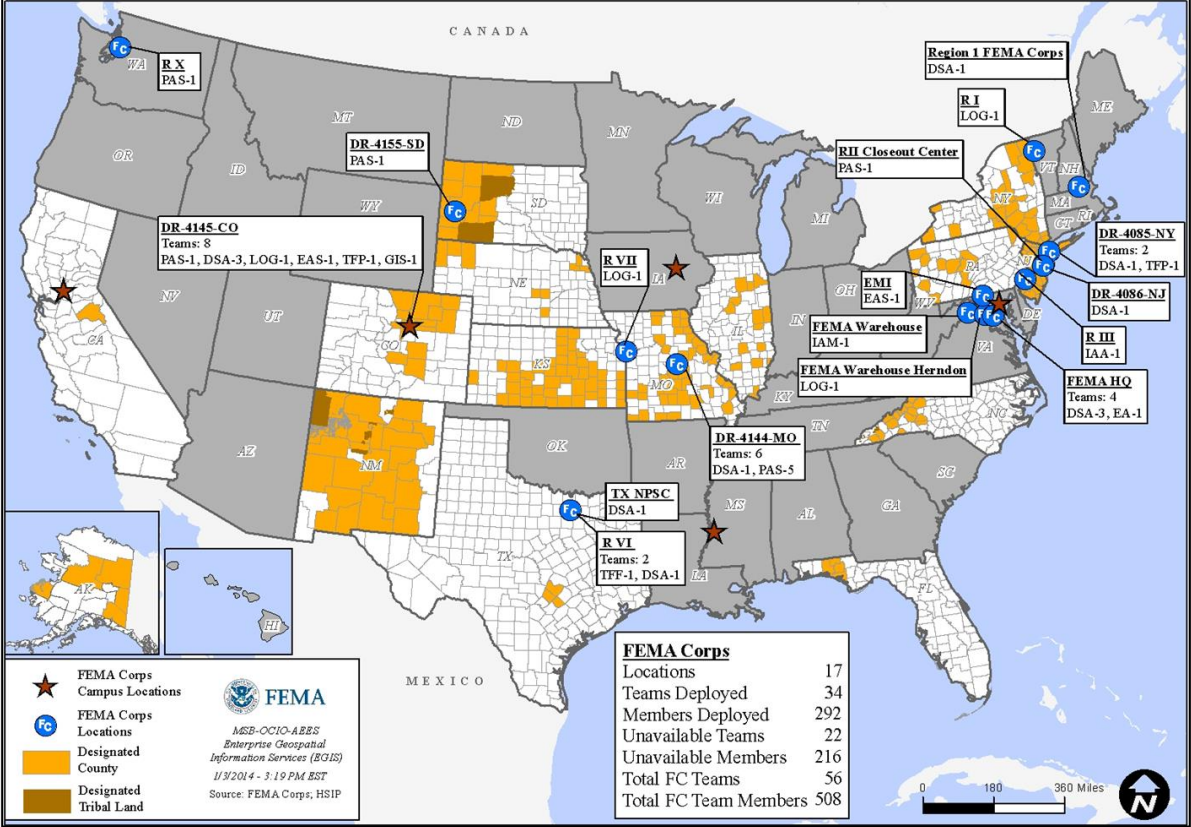 CANADA
R X
PAS-1
WA
MT
ND
MN
OR
ID
WY
SD
WI
MI
DR-4155-SD
PAS-1
Region 1 FEMA Corps
DSA-1
R I
LOG-1
RII Closeout Center
PAS-1
ME
VT
NH
MA
CT
RI
NY
NJ
PA
DR-4085-NY
Teams: 2
DSA-1, TFP-1
DR-4086-NJ
DSA-1
DR-4145-CO
Teams: 8
PAS-1, DSA-3, LOG-1, EAS-1, TFP-1, GIS-1
R VII
LOG-1
IA
NE
NV
UT
CO
CA
KS
MO
IL
IN
OH
WV
DE
VA
KY
EMI
EAS-1
FEMA Warehouse
IAM-1
FEMA Warehouse Herndon
LOG-1
R III
IAA-1
FEMA HQ
Teams: 4
DSA-3, EA-1
DR-4144-MO
Teams: 6
DSA-1, PAS-5
AZ
NM
OK
AR
TN
NC
SC
MS
AL
GA
TX
LA
FL
TX NPSC
DSA-1
R VI
Teams: 2
TFF-1, DSA-1
AK
HI
MEXICO
FEMA Corps
Campus Locations
FEMA Corps
Locations
Designated
County
Designated
Tribal Land
FEMA
MSB-OCIO-AEES
Enterprise Geospatial
Information Services (EGIS)
1/3/2014 - 3:19 PM EST
Source: FEMA Corps; HSIP
FEMA Corps
Locations 17
Teams Deployed 34
Members Deployed 292
Unavailable Teams 22
Unavailable Members 216
Total FC Teams 56
Total FC Team Members 508
0 180 360 Miles
N